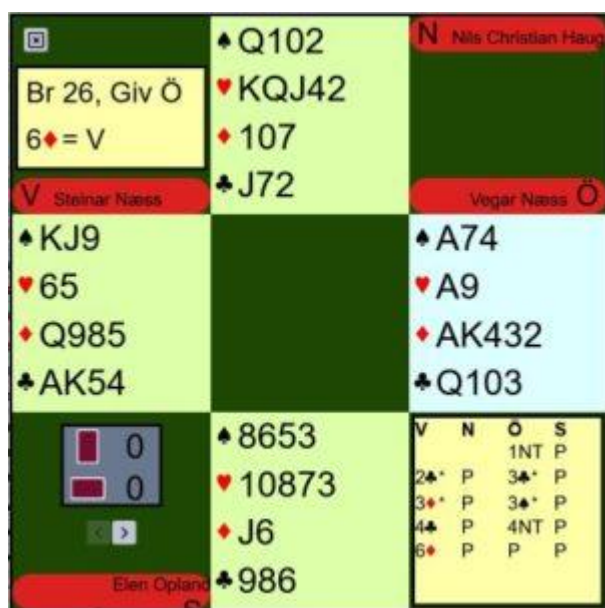 ♠Q102
N Nils Christian Haug
Br 26, Giv Ö
6♦= V
♥KQJ42
♦107
♣J72
V Steinar Næss
Vegar Næss Ö
♠KJ9
♥65
♦Q985
♣AK54
♠A74
♥A9
♦AK432
♣Q103
0
0
< >
♠8653
♥10873
♦J6
♣986
Elen Opland
S
V N Ö S
1NT P
2♣* P 3♣* P
3♦* P 3♠* P
4♣ P 4NT P
6♦ P P P